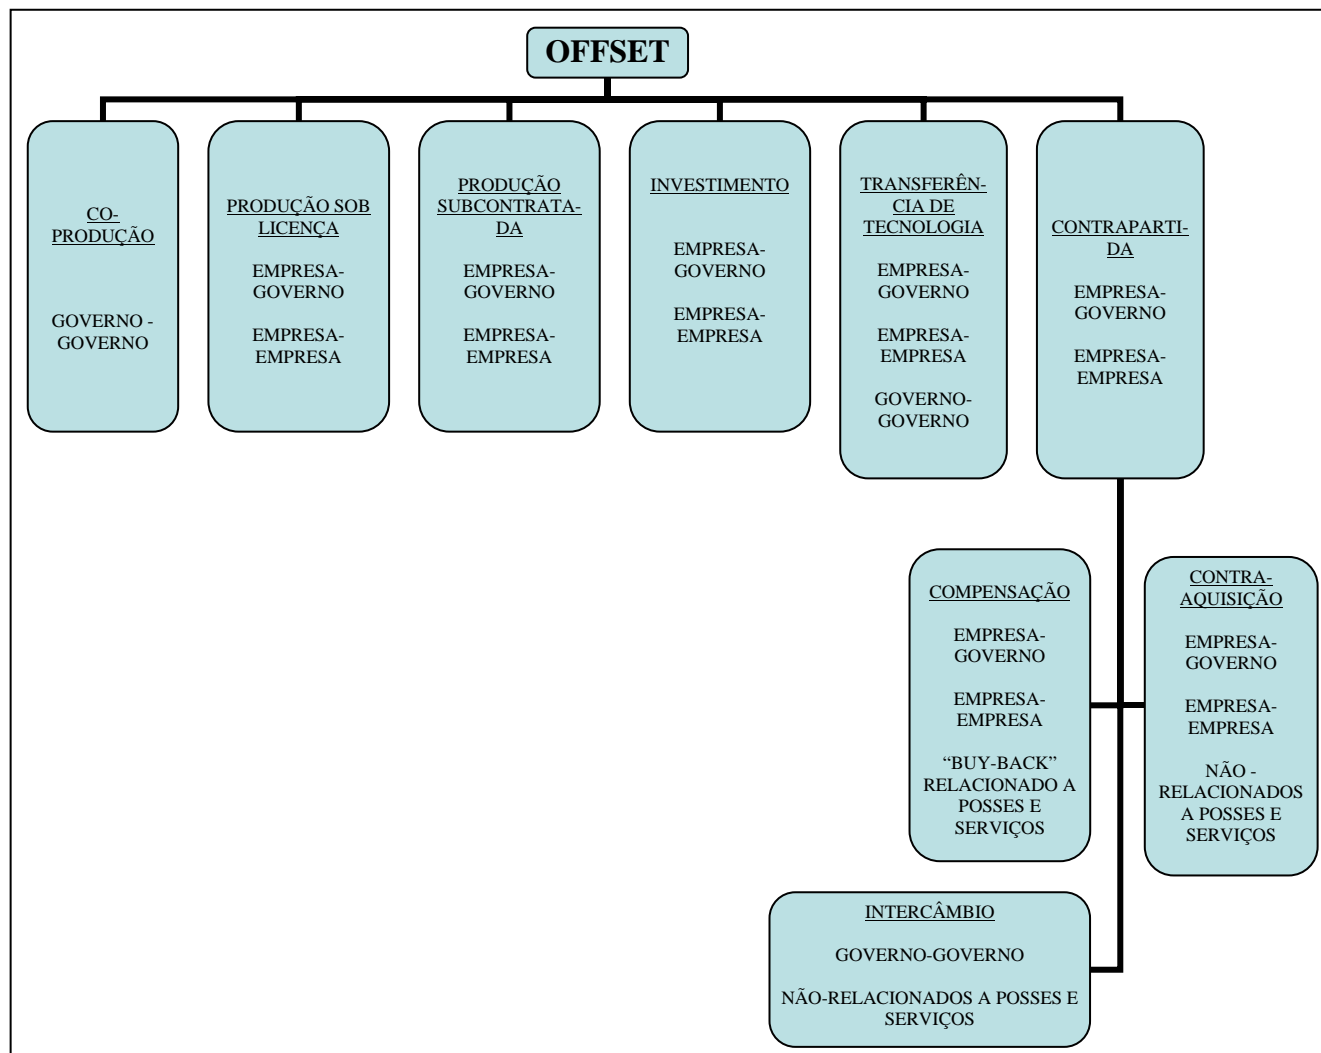 OFFSET
CO-
PRODUÇÃO
GOVERNO -
GOVERNO
PRODUÇÃO SOB
LICENÇA
EMPRESA-
GOVERNO
EMPRESA-
EMPRESA
PRODUÇÃO
SUBCONTRATA-
DA
EMPRESA-
GOVERNO
EMPRESA-
EMPRESA
INVESTIMENTO
EMPRESA-
GOVERNO
EMPRESA-
EMPRESA
TRANSFERÊN-
CIA DE
TECNOLOGIA
EMPRESA-
GOVERNO
EMPRESA-
EMPRESA
GOVERNO-
GOVERNO
CONTRAPARTI-
DA
EMPRESA-
GOVERNO
EMPRESA-
EMPRESA
COMPENSAÇÃO
EMPRESA-
GOVERNO
EMPRESA-
EMPRESA
“BUY-BACK”
RELACIONADO A
POSSES E
SERVIÇOS
CONTRA-
AQUISIÇÃO
EMPRESA-
GOVERNO
EMPRESA-
EMPRESA
NÃO -
RELACIONADOS
A POSSES E
SERVIÇOS
INTERCÂMBIO
GOVERNO-GOVERNO
NÃO-RELACIONADOS A POSSES E
SERVIÇOS